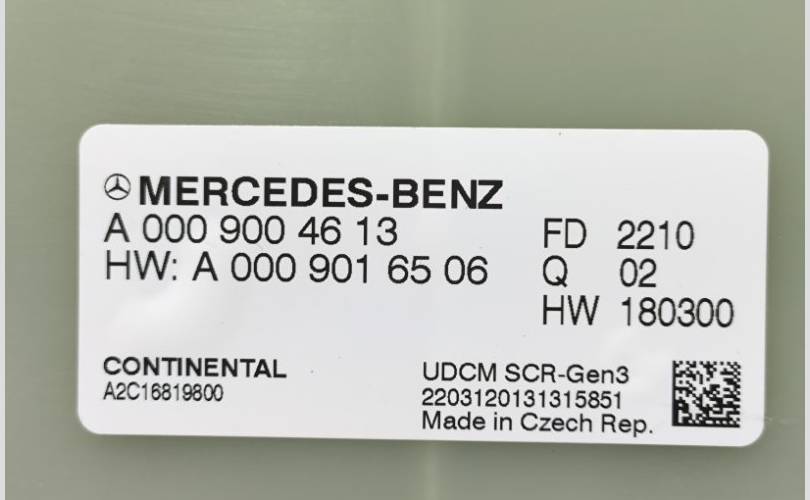 MERCEDES-BENZ
A 000 900 46 13
HW: A 000 901 65 06
FD 2210
Q 02
HW 180300
CONTINENTAL
A2C16819800
UDCM SCR-Gen3
2203120131315851
Made in Czech Rep.